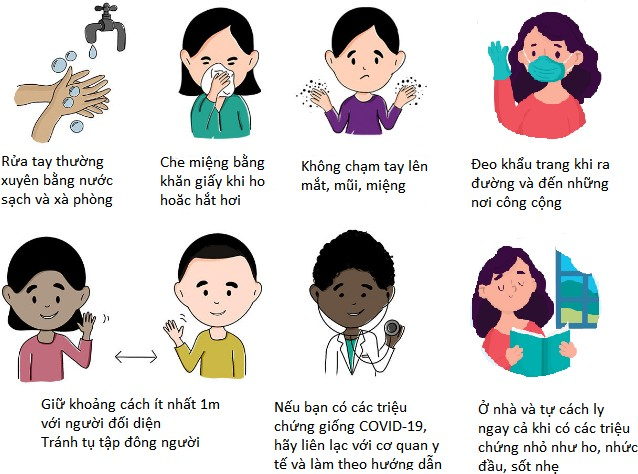 Rửa tay thường
xuyên bằng nước
sạch và xà phòng
Che miệng bằng
khăn giấy khi ho
hoăc hắt hơi
Không chạm tay lên
mắt, mũi, miệng
Đeo khẩu trang khi ra
đường và đến những
nơi công cộng
Giữ khoảng cách ít nhất 1m
với người đối diện
Tránh tụ tập đông người
Nếu bạn có các triệu
chứng giống COVID-19,
hãy liên lạc với cơ quan y
tế và làm theo hướng dẫn
Ở nhà và tự cách ly
ngay cả khi có các triệu
chứng nhỏ như ho, nhức
đầu, sốt nhẹ